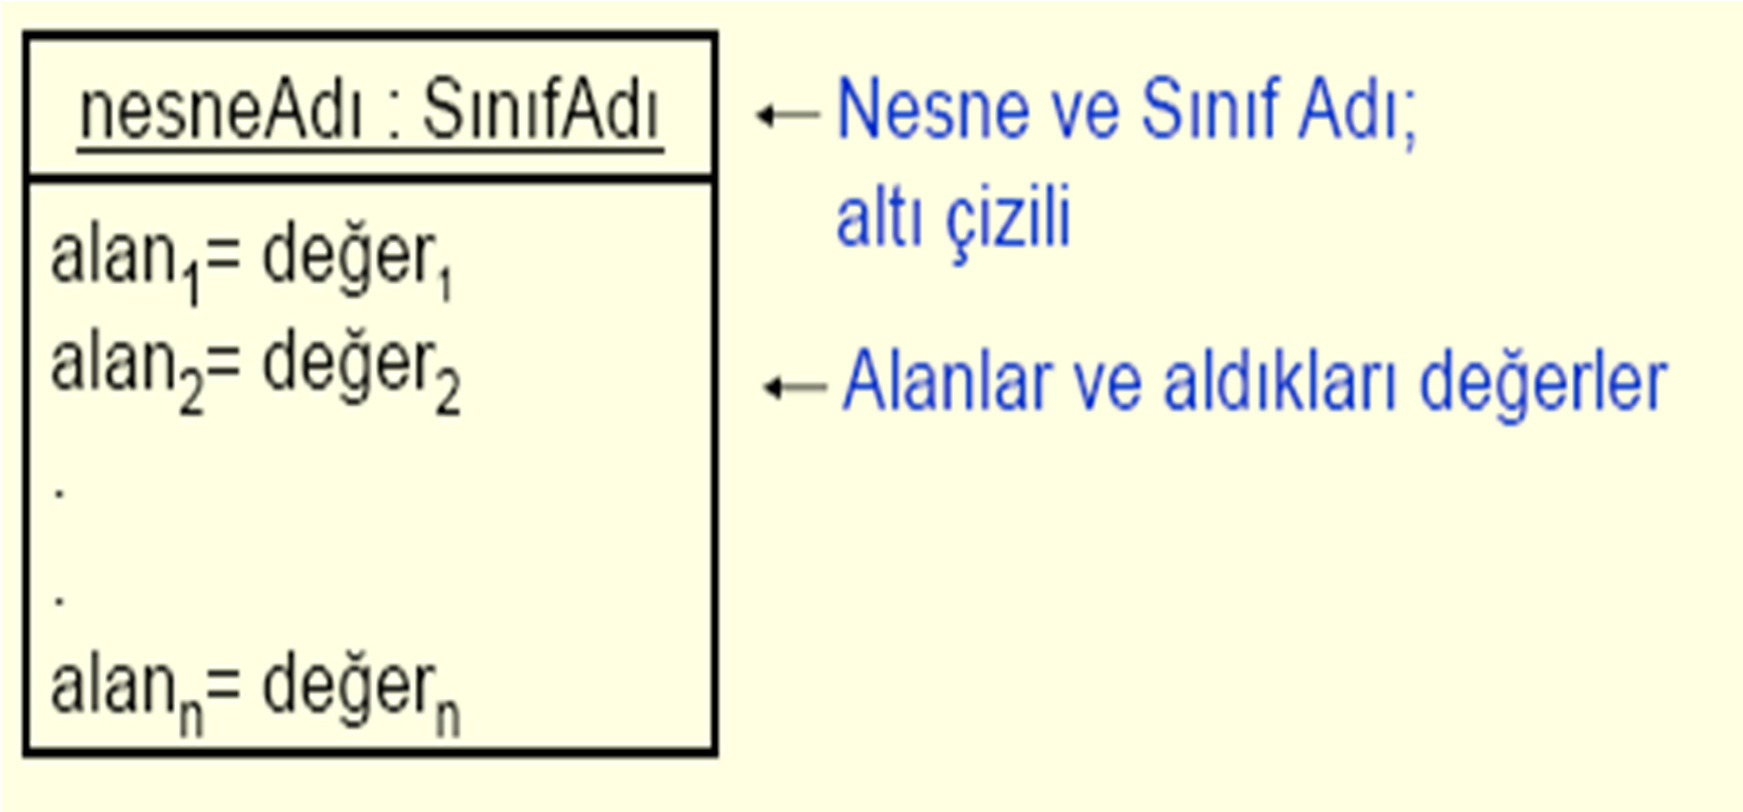 nesneAdı : SınıfAdı
alan₁= değer₁
alan₂= değer₂
.
.
alanₙ= değerₙ
← Nesne ve Sınıf Adı;
altı çizili
← Alanlar ve aldıkları değerler